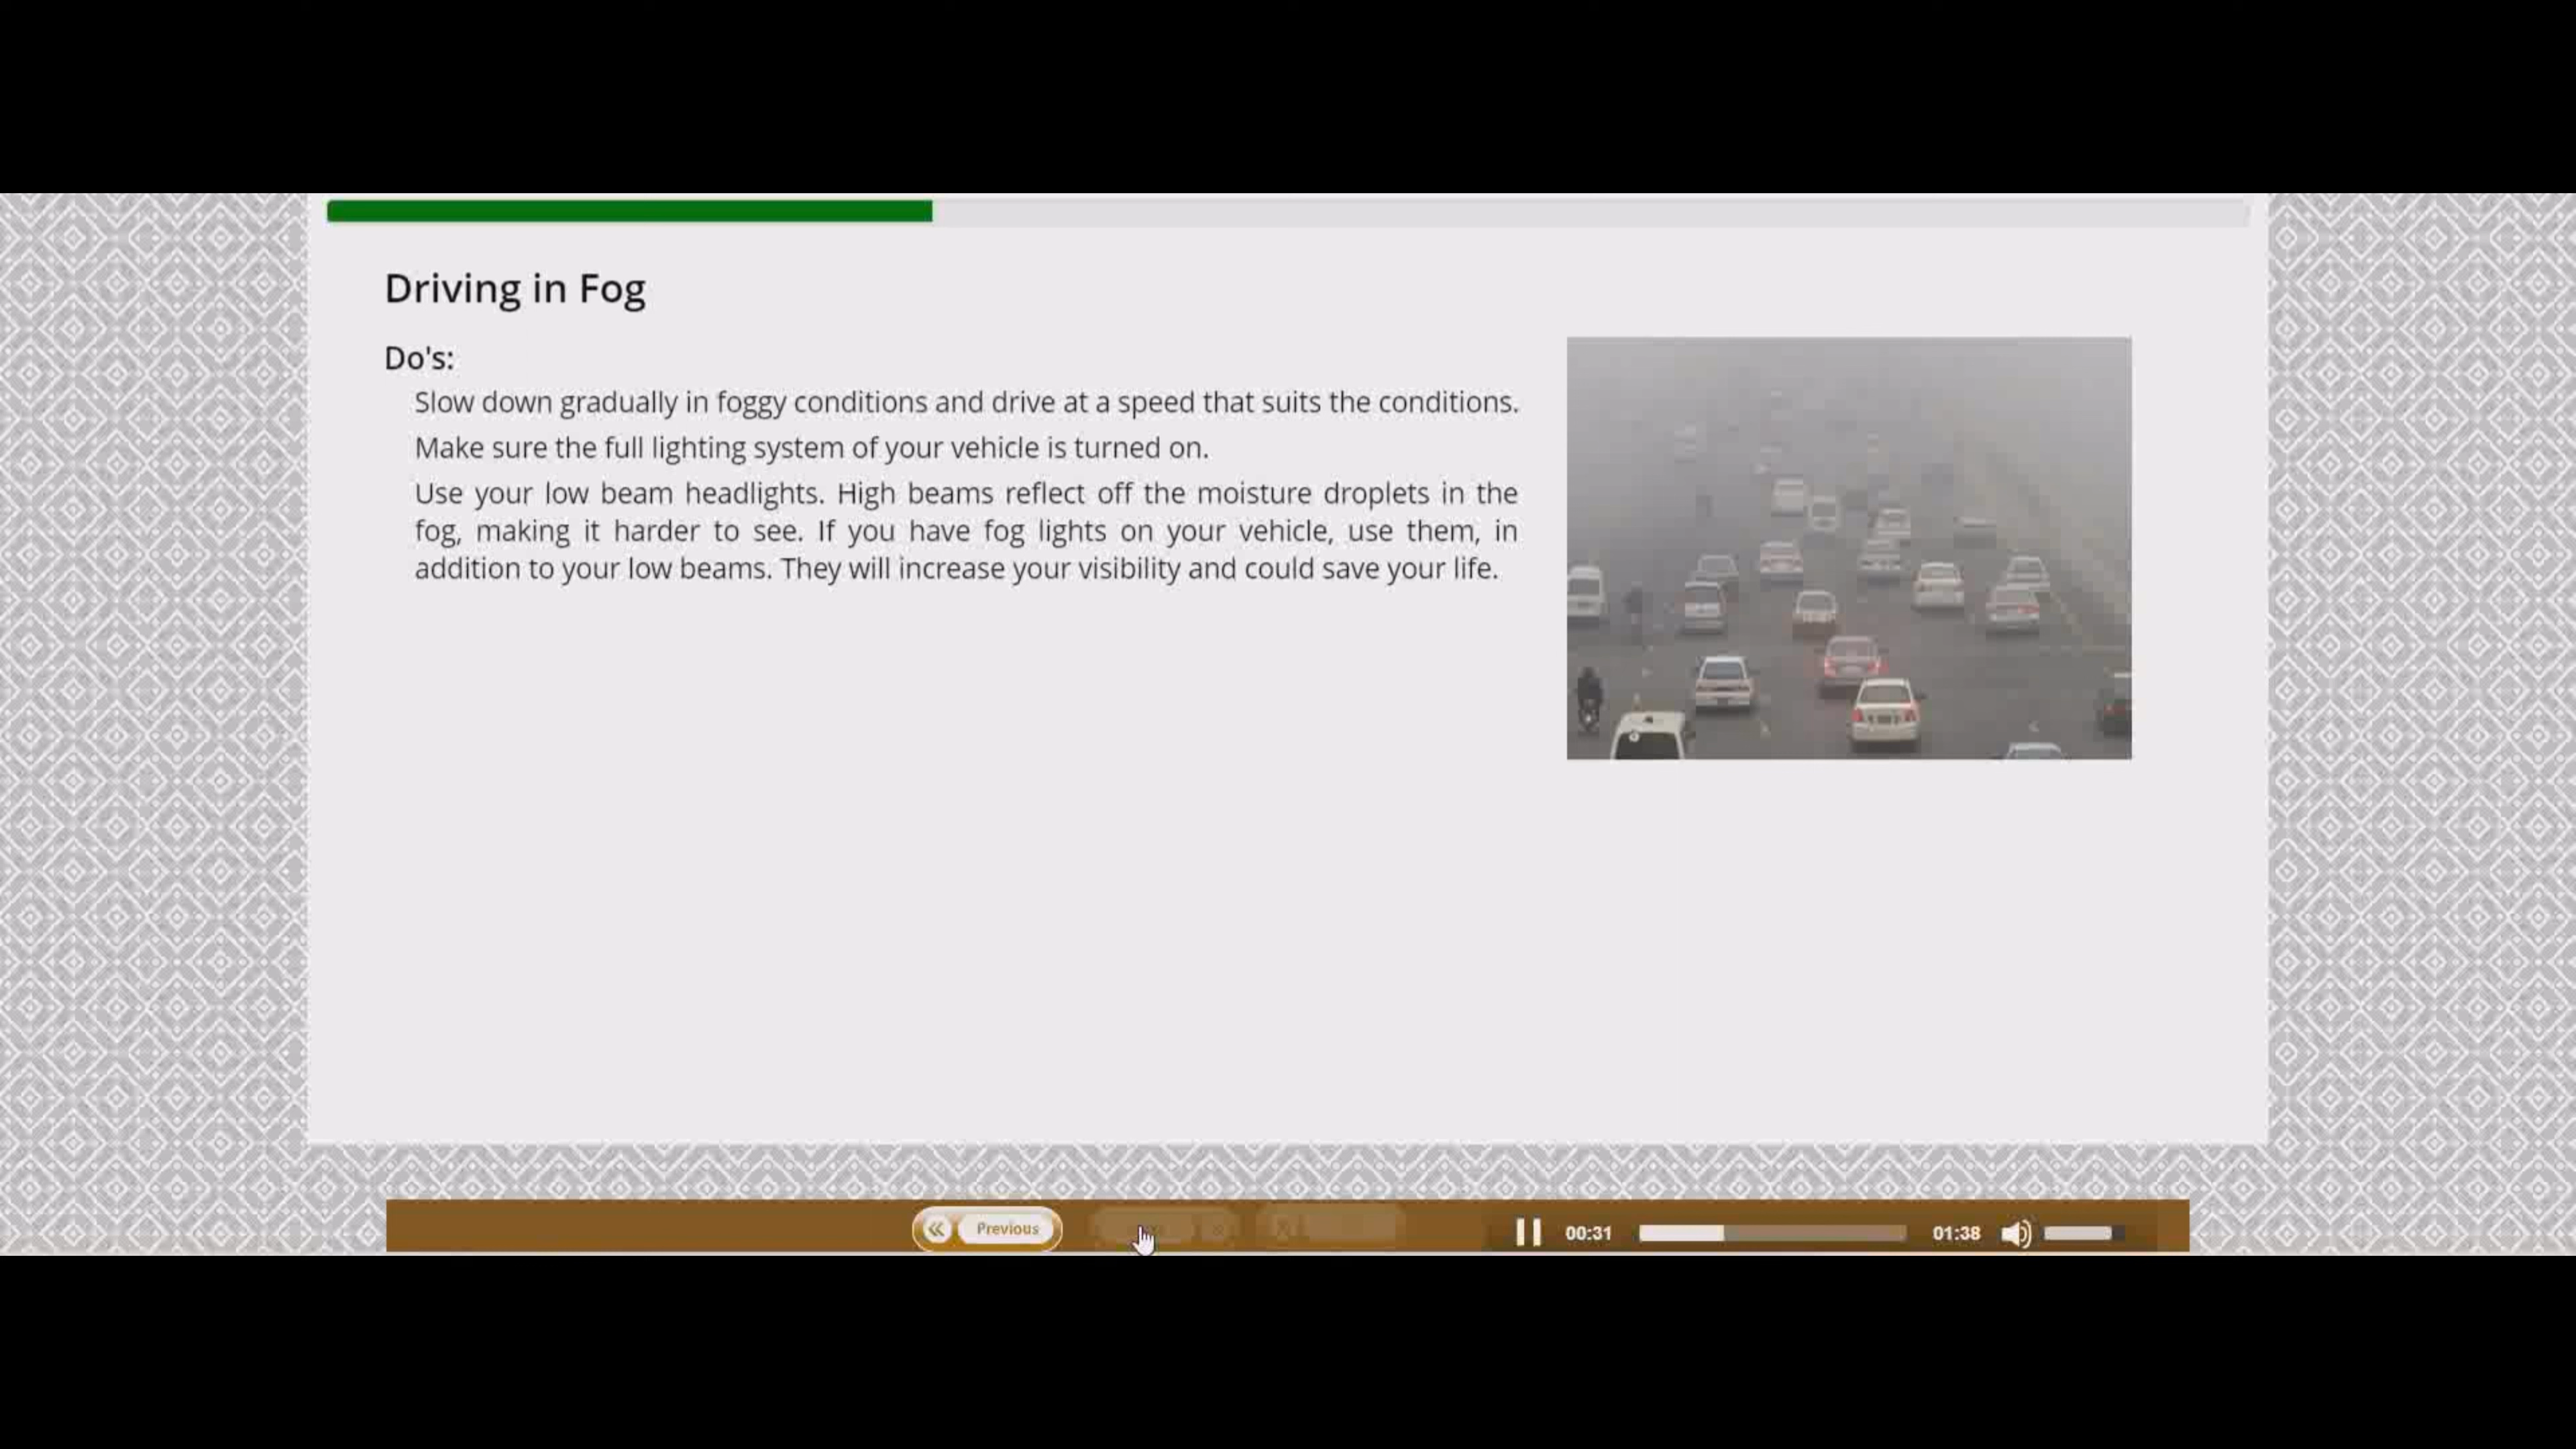 Driving in Fog
Do's:
Slow down gradually in foggy conditions and drive at a speed that suits the conditions.
Make sure the full lighting system of your vehicle is turned on.
Use your low beam headlights. High beams reflect off the moisture droplets in the
fog, making it harder to see. If you have fog lights on your vehicle, use them, in
addition to your low beams. They will increase your visibility and could save your life.
Previous
00:31
01:38